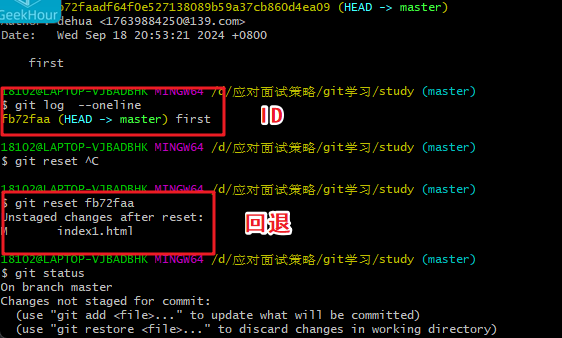 GeekHour
fb72faadf64f0e527138089b59a37cb860d4ea09 (HEAD -> master)
Author: dehua <17639884250@139.com>
Date:   Wed Sep 18 20:53:21 2024 +0800
first
18102@LAPTOP-VJBADBHK MINGW64 /d/应对面试策略/git学习/study (master)
$ git log  --oneline
fb72faa (HEAD -> master) first
ID
18102@LAPTOP-VJBADBHK MINGW64 /d/应对面试策略/git学习/study (master)
$ git reset ^C
18102@LAPTOP-VJBADBHK MINGW64 /d/应对面试策略/git学习/study (master)
$ git reset fb72faa
Unstaged changes after reset:
M       index1.html
回退
18102@LAPTOP-VJBADBHK MINGW64 /d/应对面试策略/git学习/study (master)
$ git status
On branch master
Changes not staged for commit:
(use "git add <file>..." to update what will be committed)
(use "git restore <file>..." to discard changes in working directory)